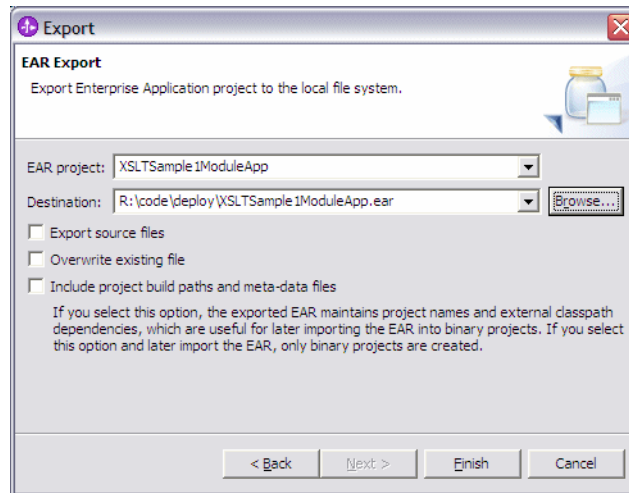 Export
EAR Export
Export Enterprise Application project to the local file system.
EAR project: XSLTSample1ModuleApp
Destination: R:\code\deploy\XSLTSample1ModuleApp.ear Browse...
Export source files
Overwrite existing file
Include project build paths and meta-data files
If you select this option, the exported EAR maintains project names and external classpath
dependencies, which are useful for later importing the EAR into binary projects. If you select
this option and later import the EAR, only binary projects are created.
< Back Next > Finish Cancel